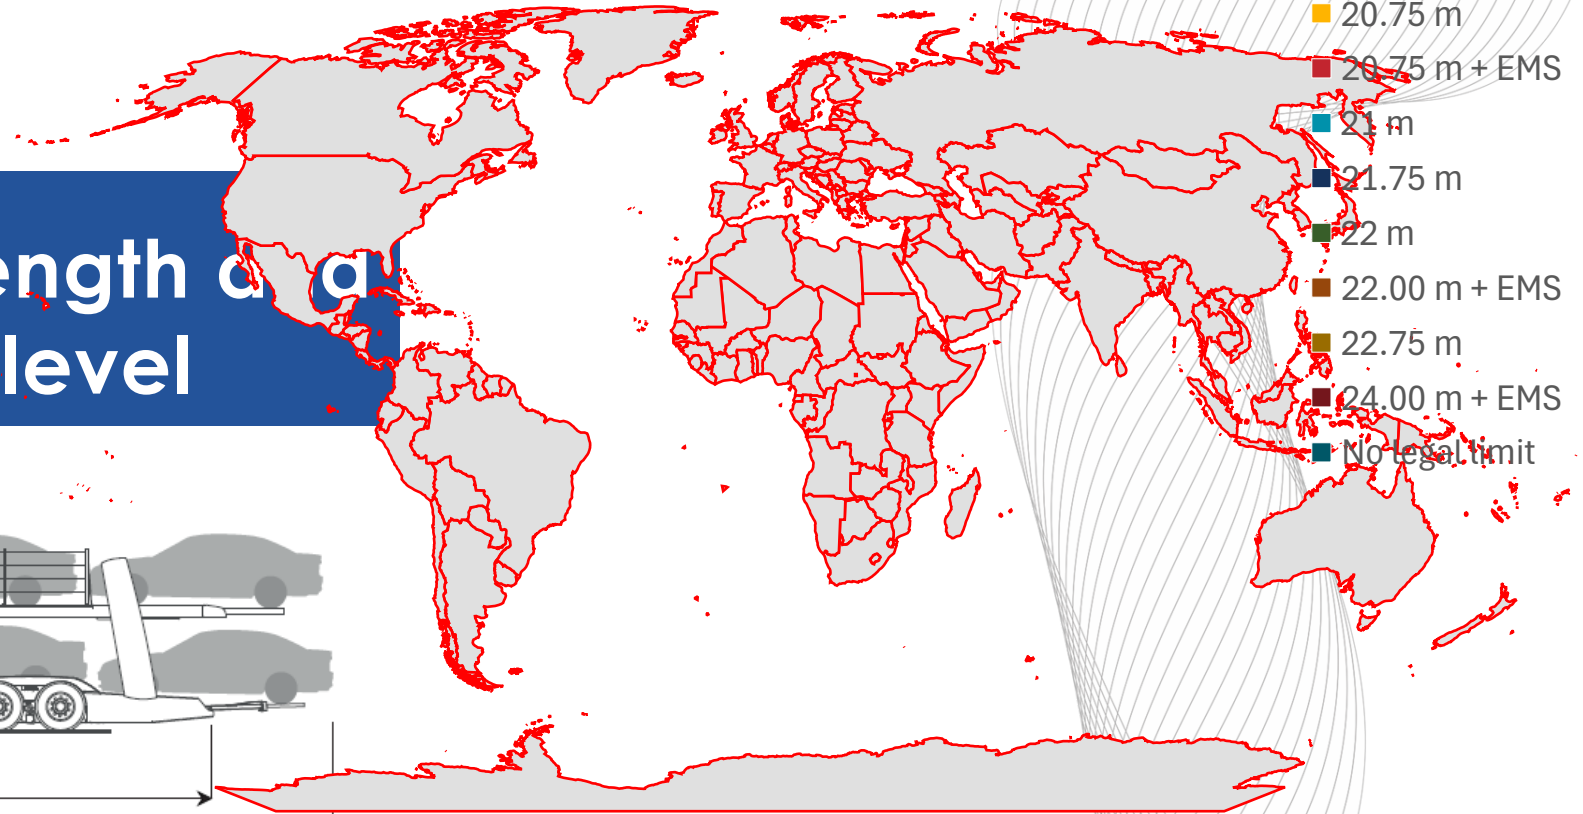 level
20.75 m
20.75 m + EMS
21 m
21.75 m
22 m
22.00 m + EMS
22.75 m
24.00 m + EMS
No legal limit